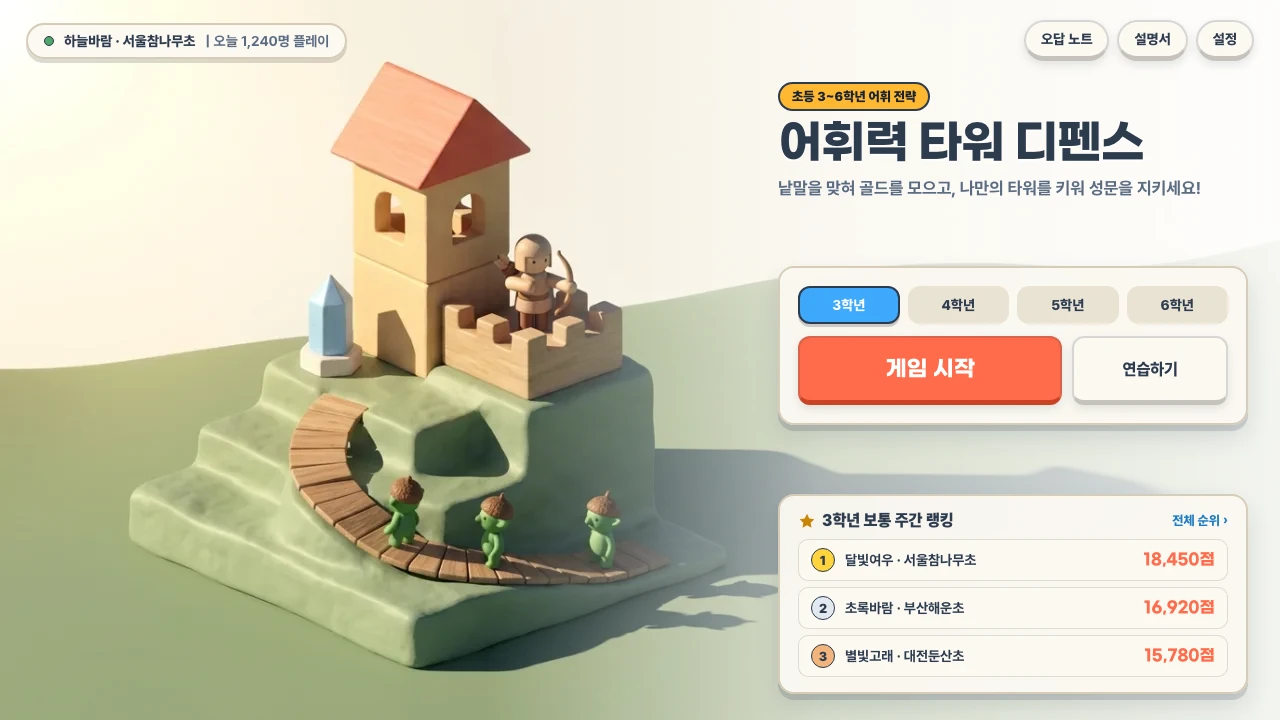 하늘바람 · 서울참나무초 | 오늘 1,240명 플레이
오답 노트
설명서
설정
초등 3~6학년 어휘 전략
어휘력 타워 디펜스
낱말을 맞혀 골드를 모으고, 나만의 타워를 키워 성문을 지키세요!
3학년
4학년
5학년
6학년
게임 시작
연습하기
3학년 보통 주간 랭킹
전체 순위 ›
1 달빛여우 · 서울참나무초 18,450점
2 초록바람 · 부산해운초 16,920점
3 별빛고래 · 대전둔산초 15,780점